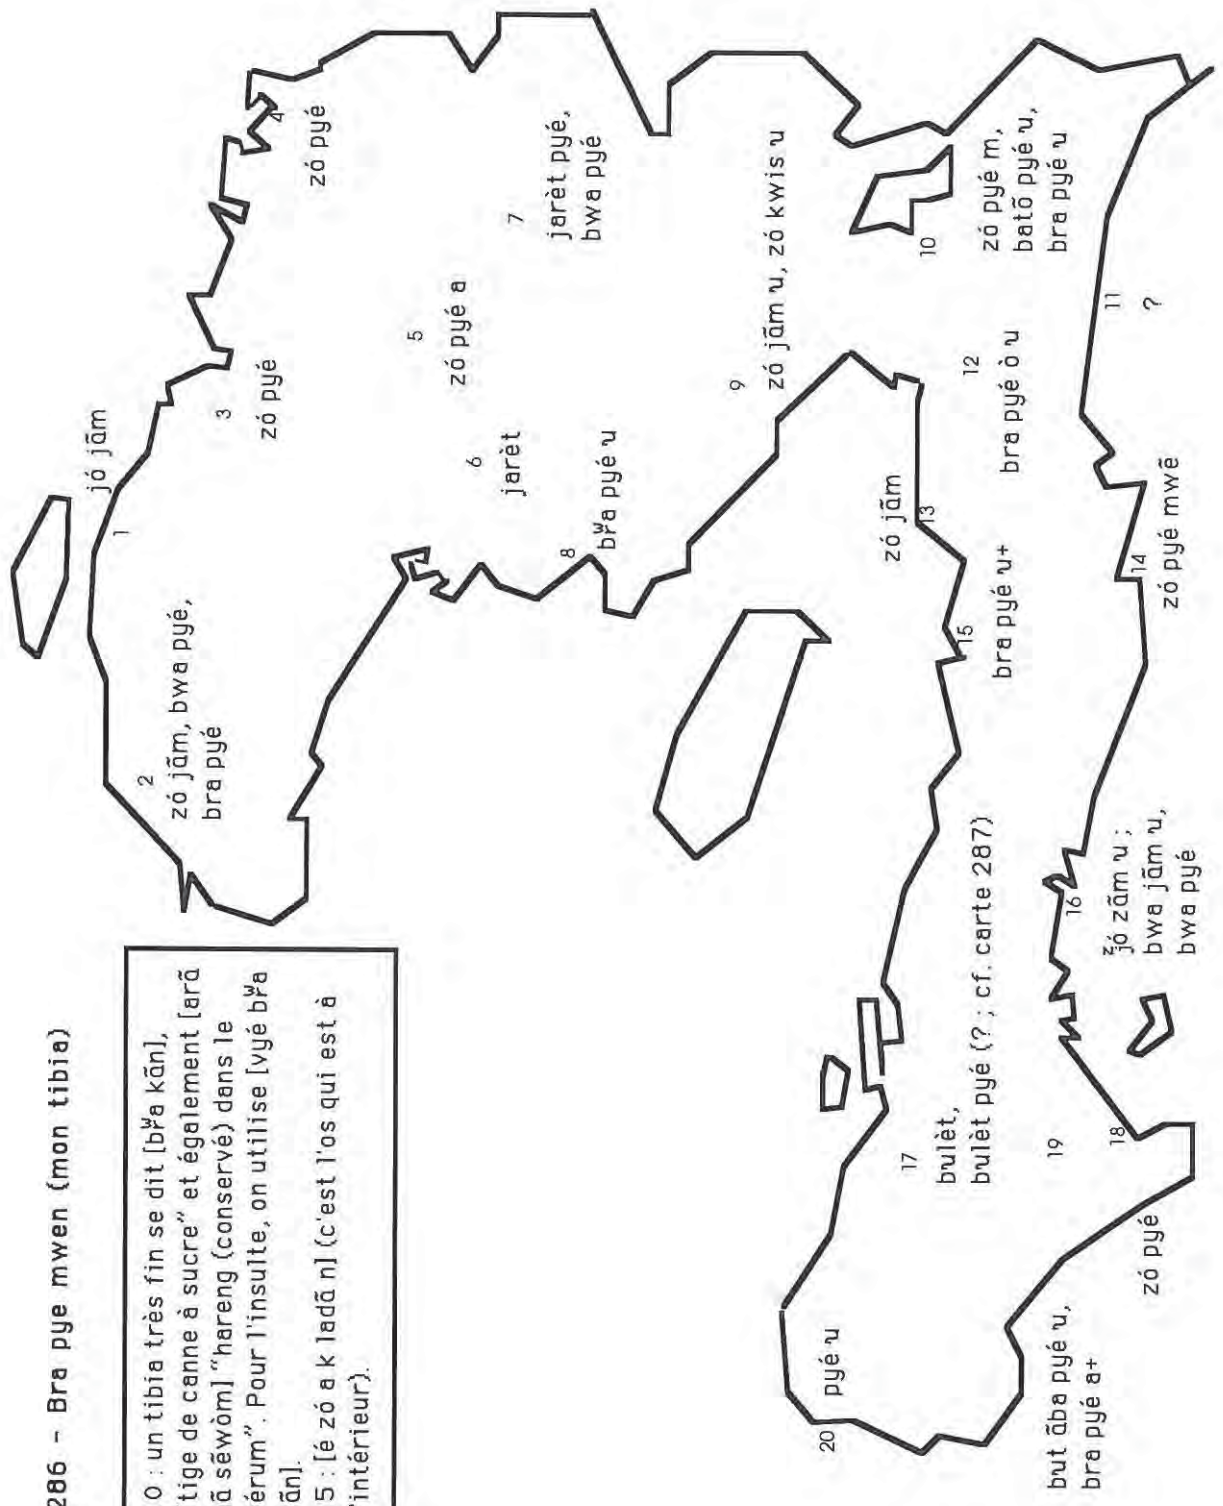 286 - Bra pye mwen (mon tibia)
0 : un tibia très fin se dit [br̫a kãn],
tige de canne à sucre" et également [arã
ã sẽwòm] "hareng (conservé) dans le
érum". Pour l'insulte, on utilise [vyé br̫a
ãn].
5 : [é zó a k ladã n] (c'est l'os qui est à
'intérieur).
jó jãm
1
2
zó jãm, bwa pyé,
bra pyé
3
zó pyé
4
zó pyé
5
zó pyé a
6
jarèt
7
jarèt pyé,
bwa pyé
8
br̫a pyé u
9
zó jãm u, zó kwis u
10
zó pyé m,
batõ pyé u,
bra pyé u
11
?
12
bra pyé ò u
zó jãm
13
14
zó pyé mwẽ
15
bra pyé u+
16
zjó zãm u ;
bwa jãm u,
bwa pyé
17
bulèt,
bulèt pyé (? ; cf. carte 287)
18
zó pyé
19
but ãba pyé u,
bra pyé a+
20
pyé u